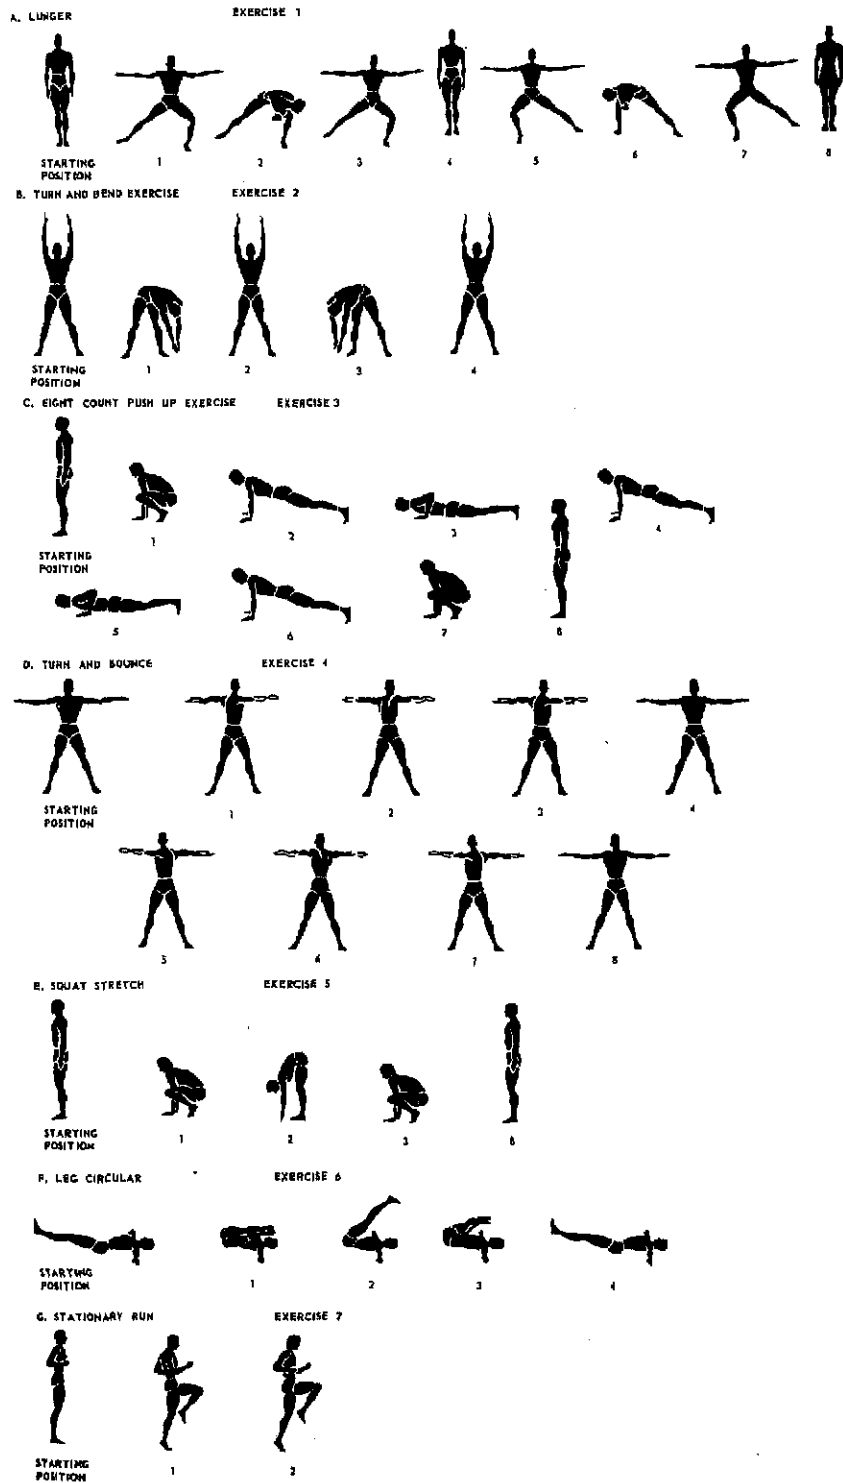 A. LUNGER EXERCISE 1
STARTING
POSITION
1 2 3 4 5 6 7 8
B. TURN AND BEND EXERCISE EXERCISE 2
STARTING
POSITION
1 2 3 4
C. EIGHT COUNT PUSH UP EXERCISE EXERCISE 3
STARTING
POSITION
1 2 3 4
5 6 7 8
D. TURN AND BOUNCE EXERCISE 4
STARTING
POSITION
1 2 3 4
5 6 7 8
E. SQUAT STRETCH EXERCISE 5
STARTING
POSITION
1 2 3 8
F. LEG CIRCULAR EXERCISE 6
STARTING
POSITION
1 2 3 4
G. STATIONARY RUN EXERCISE 7
STARTING
POSITION
1 2